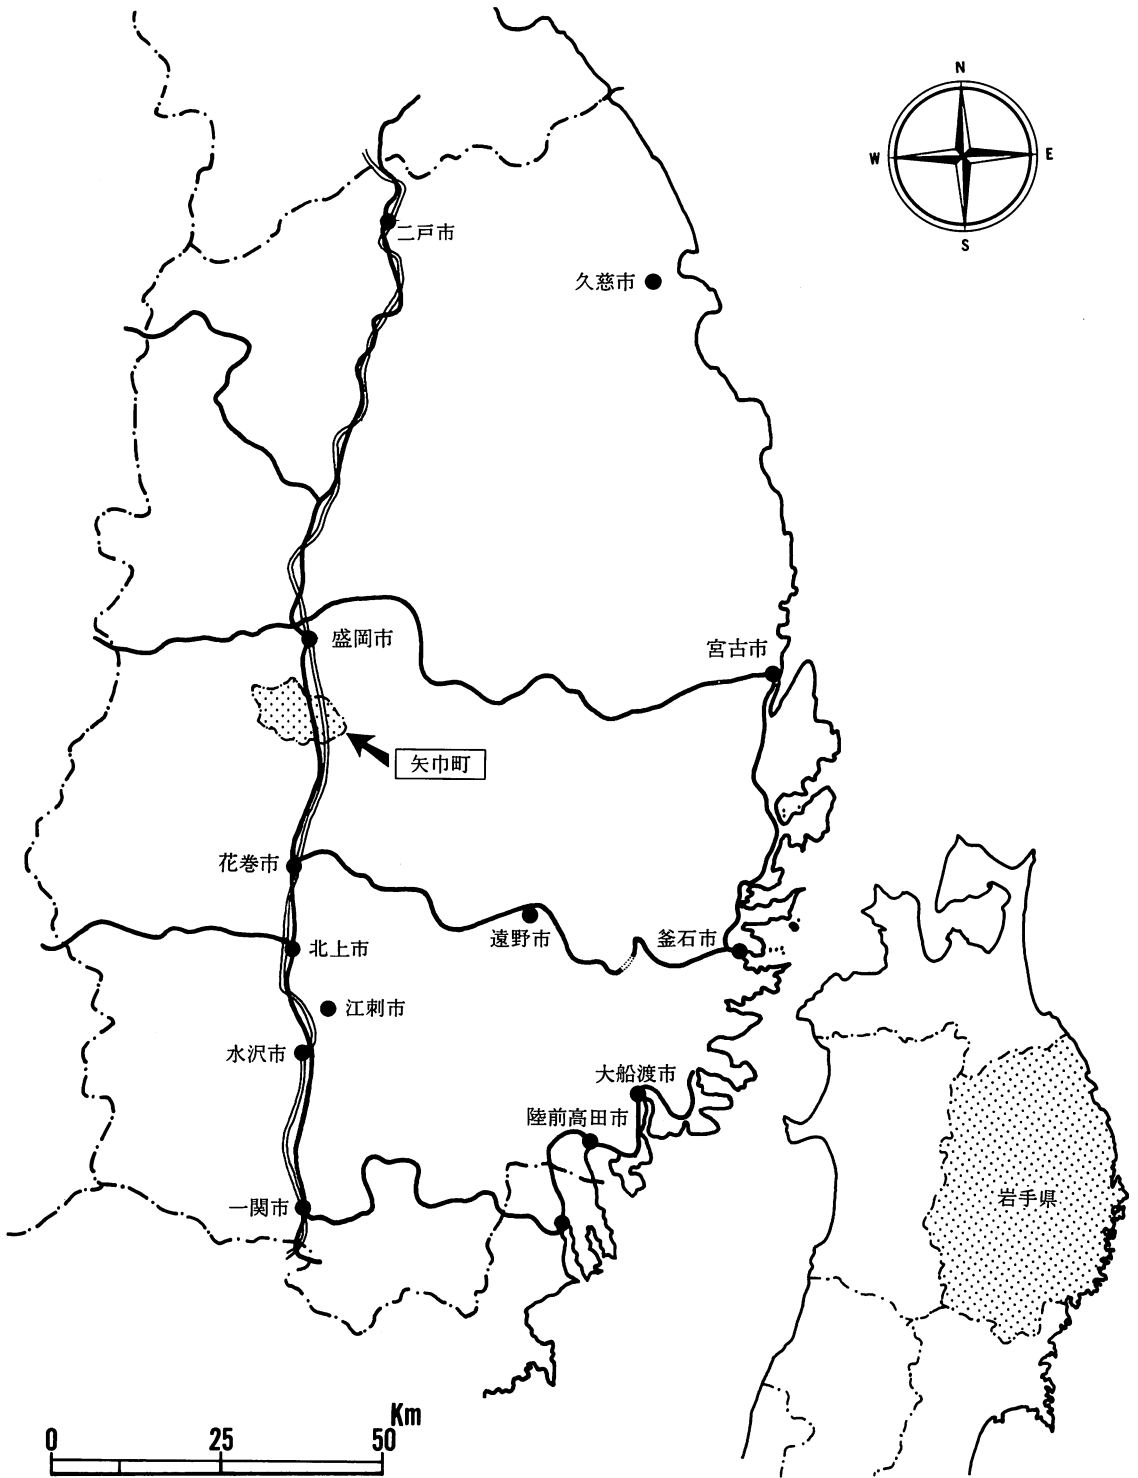 N
W
E
S
二戸市
久慈市
盛岡市
宮古市
矢巾町
花巻市
遠野市
釜石市
北上市
江刺市
水沢市
大船渡市
陸前高田市
一関市
岩手県
Km
0 25 50